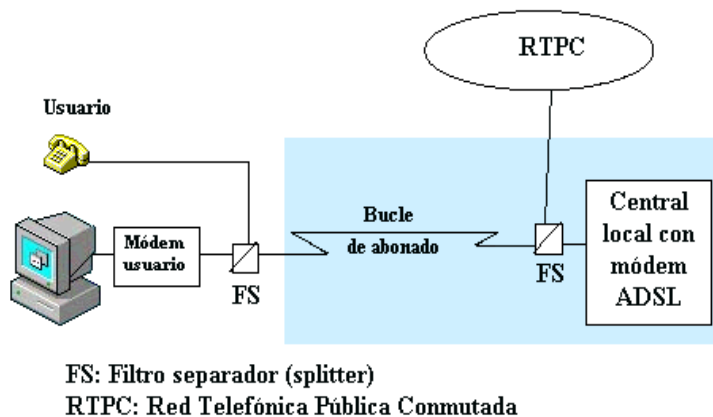 RTPC
Usuario
Módem
usuario
FS
Bucle
de abonado
FS
Central
local con
módem
ADSL
FS: Filtro separador (splitter)
RTPC: Red Telefónica Pública Conmutada